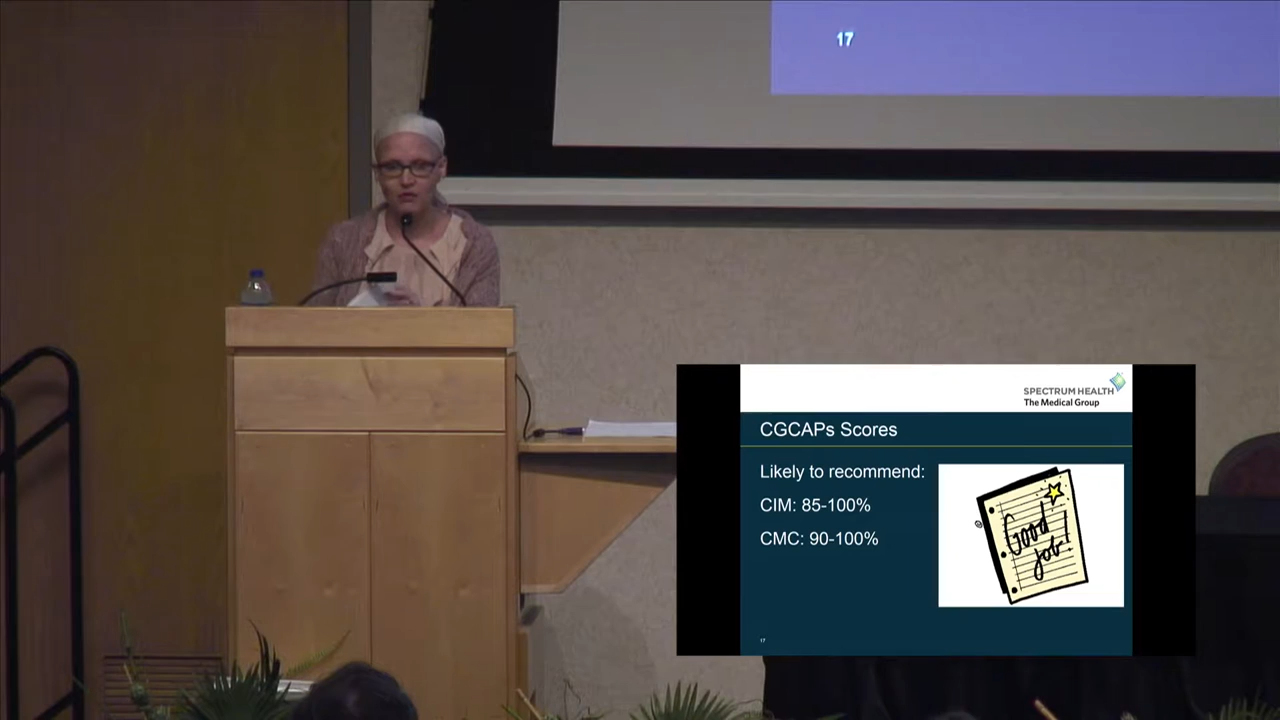 17
SPECTRUM HEALTH
The Medical Group
CGCAPs Scores
Likely to recommend:
CIM: 85-100%
CMC: 90-100%
Good
job!
17